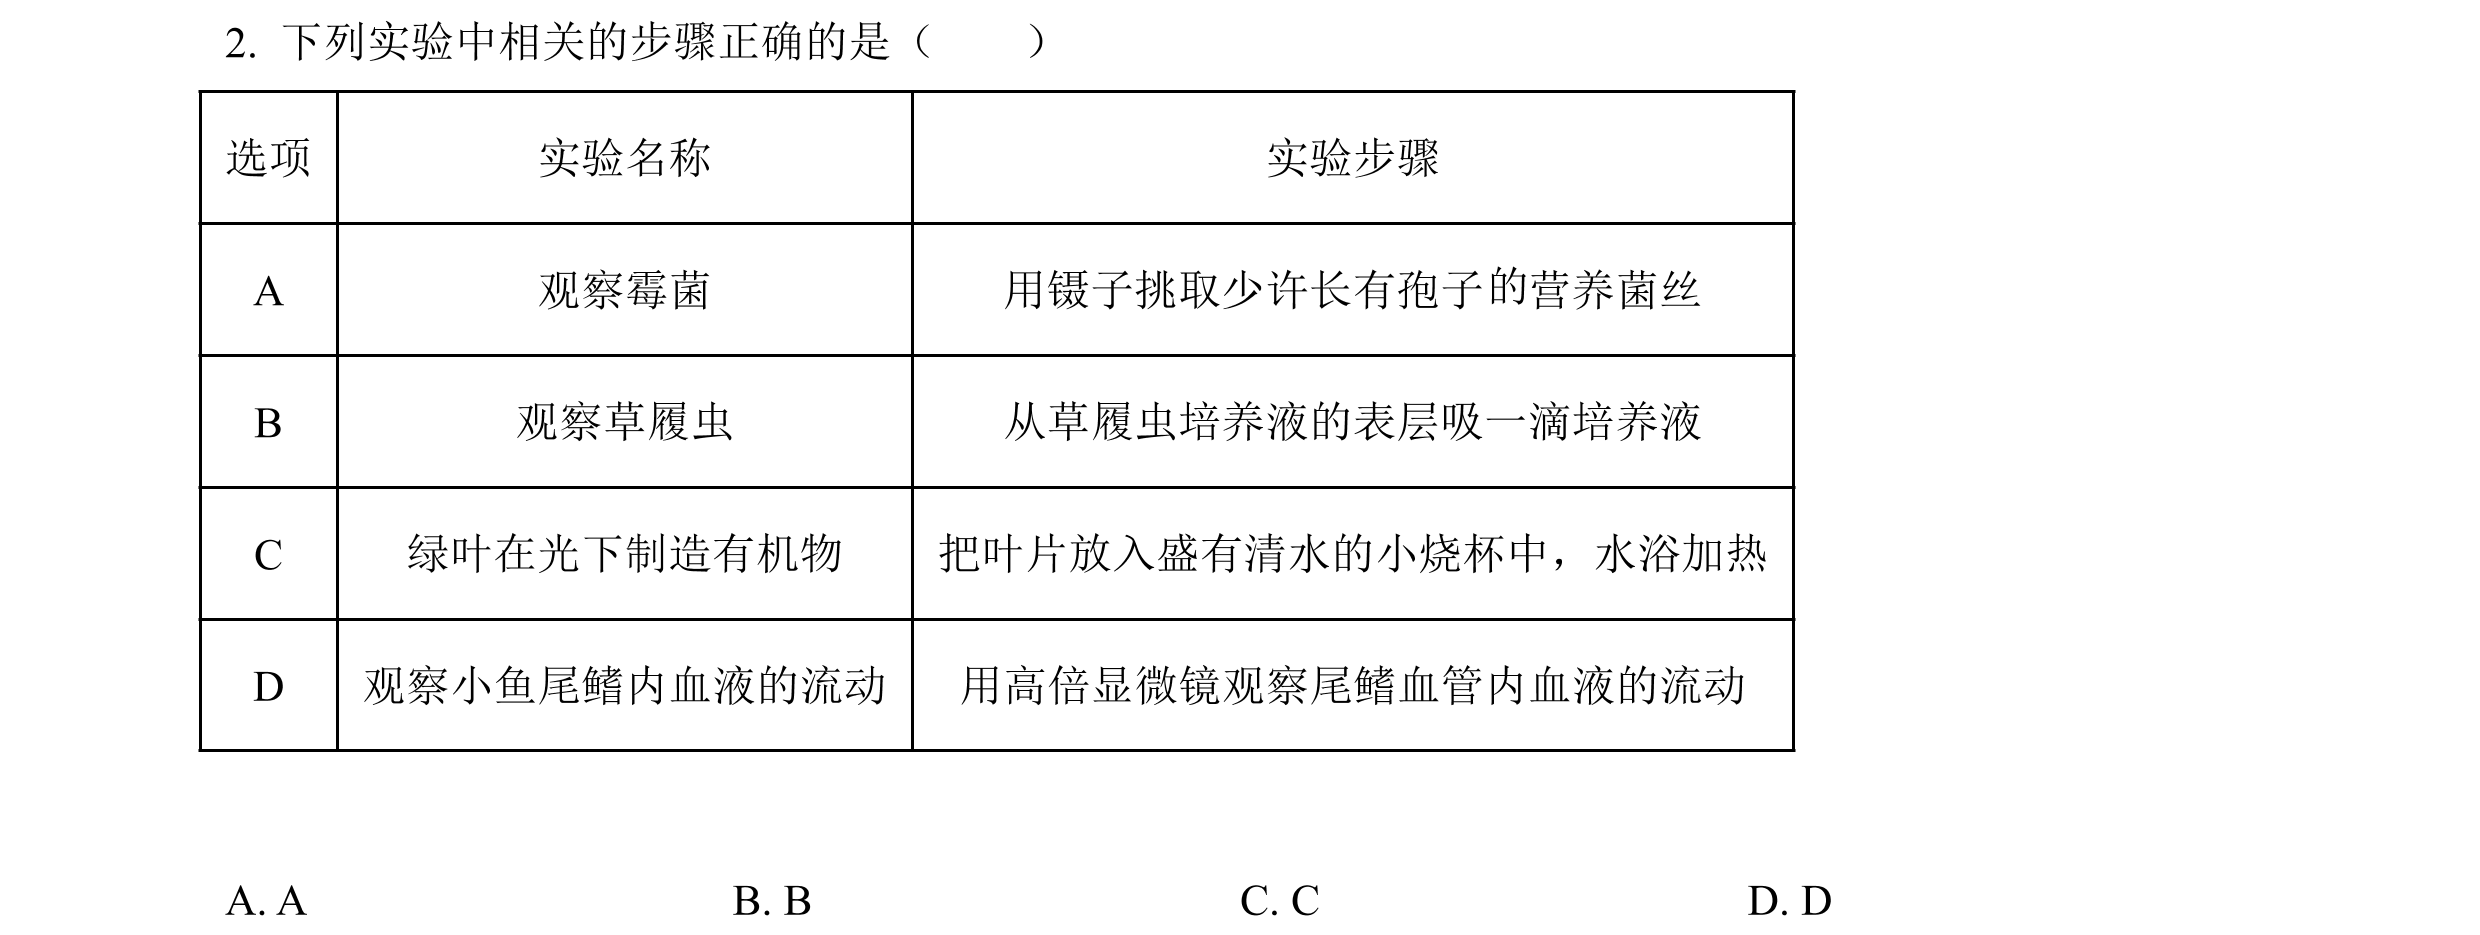 2. 下列实验中相关的步骤正确的是（　　）
选项 实验名称 实验步骤
A 观察霉菌 用镊子挑取少许长有孢子的营养菌丝
B 观察草履虫 从草履虫培养液的表层吸一滴培养液
C 绿叶在光下制造有机物 把叶片放入盛有清水的小烧杯中，水浴加热
D 观察小鱼尾鳍内血液的流动 用高倍显微镜观察尾鳍血管内血液的流动
A. A B. B C. C D. D